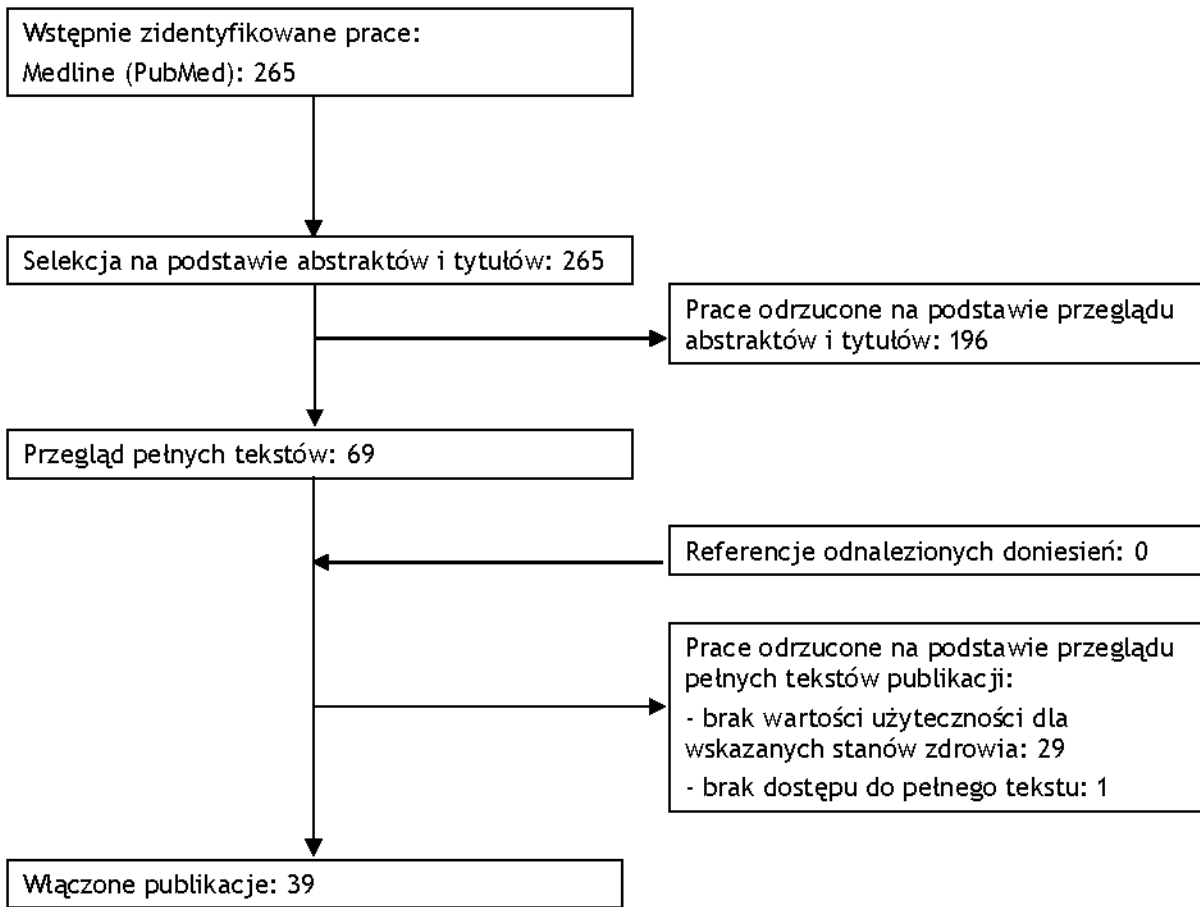 Wstępnie zidentyfikowane prace:
Medline (PubMed): 265
Selekcja na podstawie abstraktów i tytułów: 265
Prace odrzucone na podstawie przeglądu
abstraktów i tytułów: 196
Przegląd pełnych tekstów: 69
Referencje odnalezionych doniesień: 0
Prace odrzucone na podstawie przeglądu
pełnych tekstów publikacji:
- brak wartości użyteczności dla
wskazanych stanów zdrowia: 29
- brak dostępu do pełnego tekstu: 1
Włączone publikacje: 39